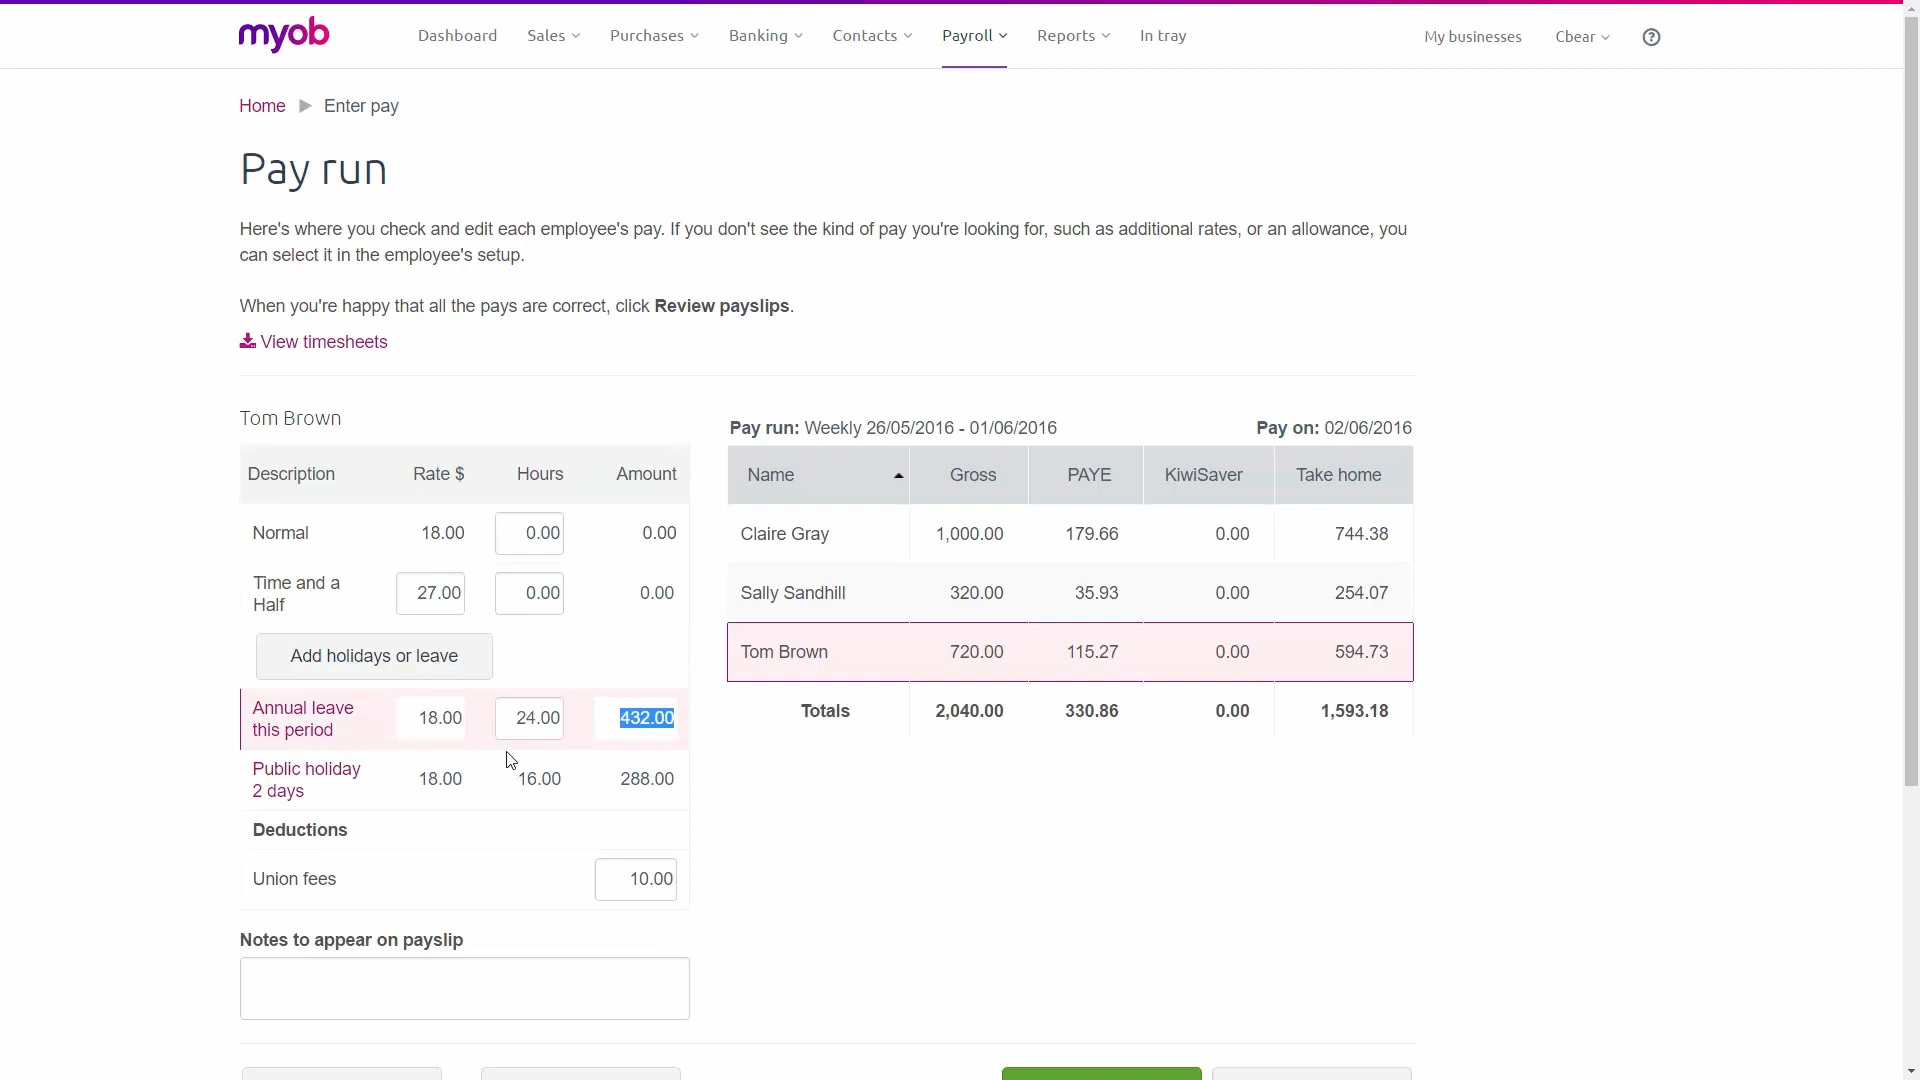 myob
Dashboard Sales Purchases Banking Contacts Payroll Reports In tray My businesses Cbear ?
Home Enter pay
Pay run
Here's where you check and edit each employee's pay. If you don't see the kind of pay you're looking for, such as additional rates, or an allowance, you
can select it in the employee's setup.
When you're happy that all the pays are correct, click Review payslips.
View timesheets
Tom Brown
Description Rate $ Hours Amount
Normal 18.00 0.00 0.00
Time and a
Half 27.00 0.00 0.00
Add holidays or leave
Annual leave
this period 18.00 24.00 432.00
Public holiday
2 days 18.00 16.00 288.00
Deductions
Union fees 10.00
Notes to appear on payslip
Pay run: Weekly 26/05/2016 - 01/06/2016 Pay on: 02/06/2016
Name Gross PAYE KiwiSaver Take home
Claire Gray 1,000.00 179.66 0.00 744.38
Sally Sandhill 320.00 35.93 0.00 254.07
Tom Brown 720.00 115.27 0.00 594.73
Totals 2,040.00 330.86 0.00 1,593.18